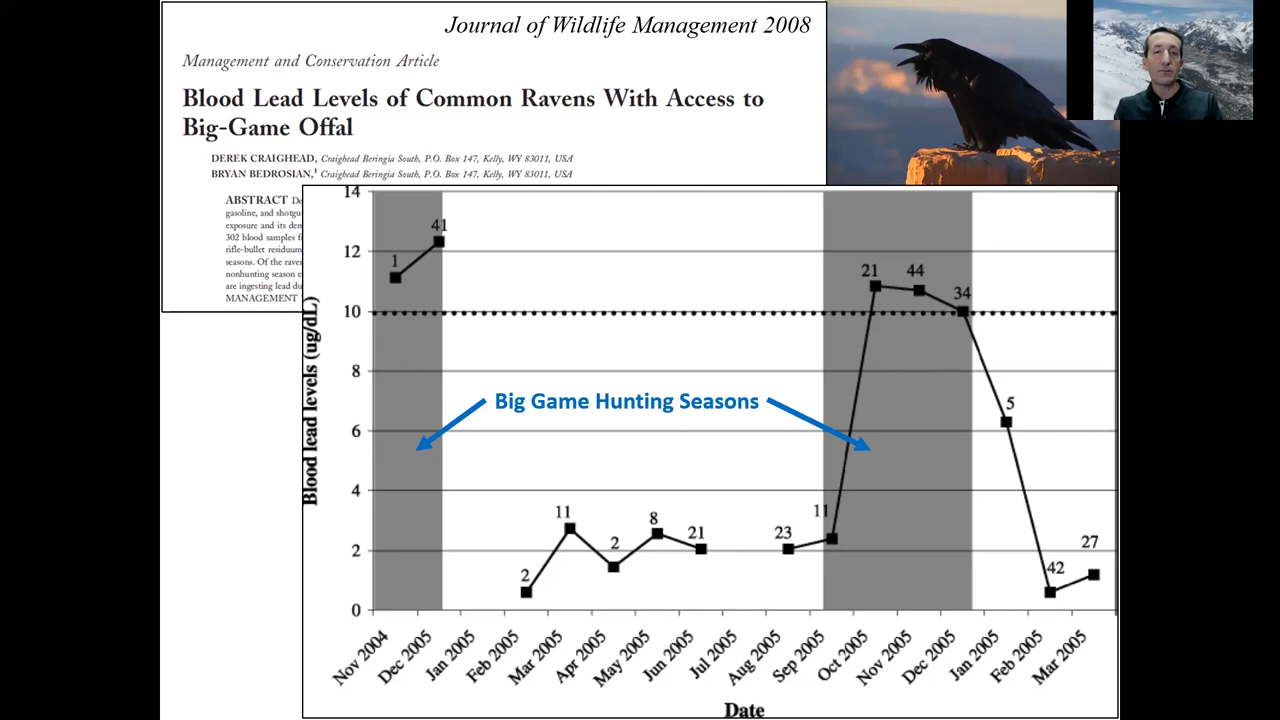 Journal of Wildlife Management 2008
Management and Conservation Article
Blood Lead Levels of Common Ravens With Access to
Big-Game Offal
DEREK CRAIGHEAD, Craighead Beringia South, P.O. Box 147, Kelly, WY 83011, USA
BRYAN BEDROSIAN,¹ Craighead Beringia South, P.O. Box 147, Kelly, WY 83011, USA
ABSTRACT De
gasoline, and shotgu
exposure and its den
302 blood samples f
rifle-bullet residuum
seasons. Of the rave
nonhunting season e
are ingesting lead du
MANAGEMENT
Blood lead levels (ug/dL)
14
12
10
8
6
4
2
0
1
41
2
11
2
8
21
23
11
21
44
34
5
42
27
Big Game Hunting Seasons
Nov 2004
Dec 2005
Jan 2005
Feb 2005
Mar 2005
Apr 2005
May 2005
Jun 2005
Jul 2005
Aug 2005
Sep 2005
Oct 2005
Nov 2005
Dec 2005
Jan 2005
Feb 2005
Mar 2005
Date